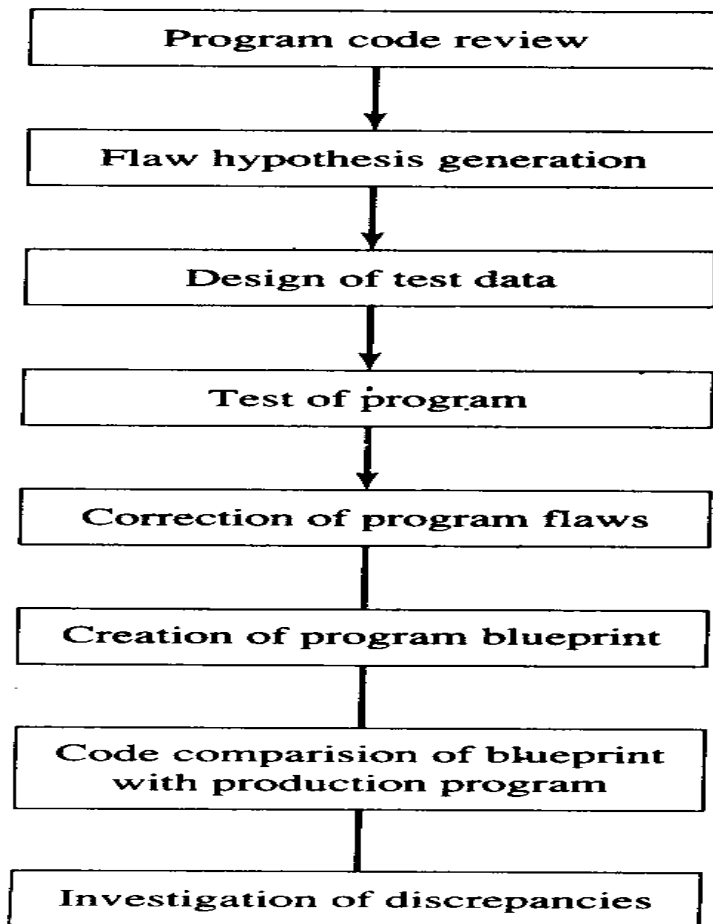 Program code review
Flaw hypothesis generation
Design of test data
Test of program
Correction of program flaws
Creation of program blueprint
Code comparision of blueprint
with production program
Investigation of discrepancies